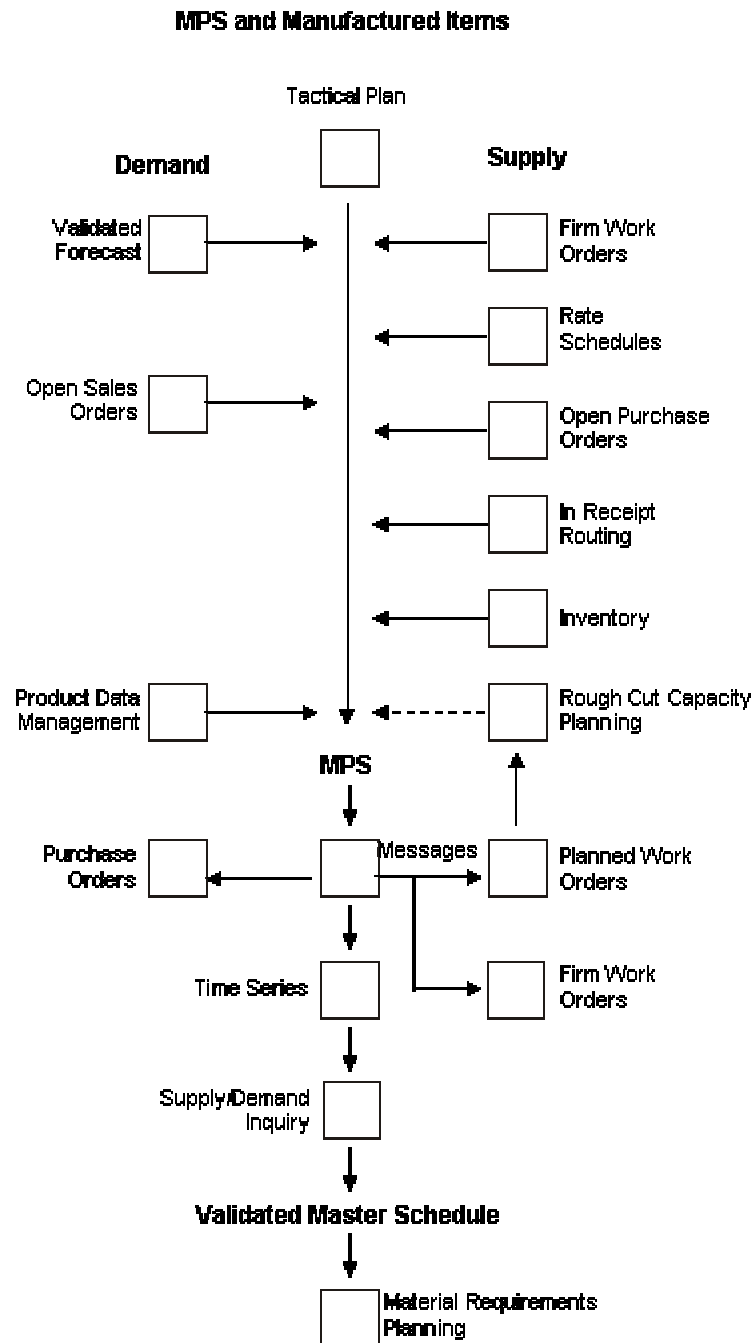 MPS and Manufactured Items
Tactical Plan
Demand
Supply
Validated
Forecast
Firm Work
Orders
Rate
Schedules
Open Sales
Orders
Open Purchase
Orders
In Receipt
Routing
Inventory
Product Data
Management
Rough Cut Capacity
Planning
MPS
Purchase
Orders
Messages
Planned Work
Orders
Time Series
Firm Work
Orders
Supply/Demand
Inquiry
Validated Master Schedule
Material Requirements
Planning